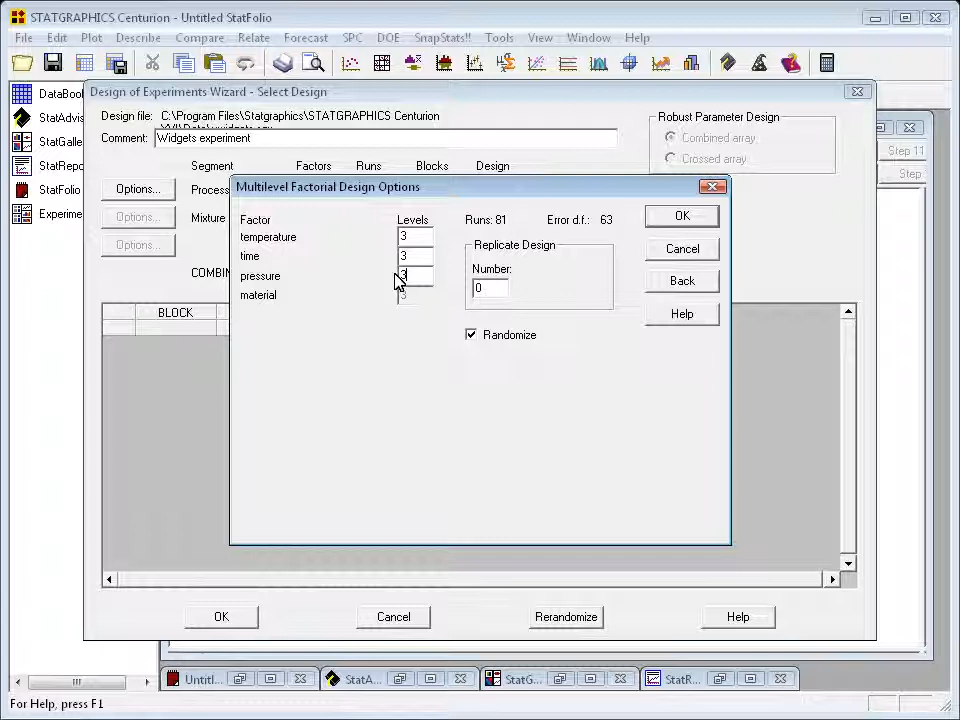 STATGRAPHICS Centurion - Untitled StatFolio
File Edit Plot Describe Compare Relate Forecast SPC DOE SnapStats!! Tools View Window Help
DataBoo
StatAdvis
StatGalle
StatRepo
StatFolio
Experime
Design of Experiments Wizard - Select Design
Design file: C:\Program Files\Statgraphics\STATGRAPHICS Centurion
Comment: Widgets experiment
Robust Parameter Design
Combined array
Crossed array
Step 11
Step
Segment Factors Runs Blocks Design
Options... Process
Options... Mixture
Options...
COMBIN
BLOCK
Multilevel Factorial Design Options
Factor Levels Runs: 81 Error d.f.: 63
temperature 3
time 3
pressure 3
material 3
Replicate Design
Number:
0
Randomize
OK
Cancel
Back
Help
OK Cancel Rerandomize Help
Untitl... StatA... StatG... StatR...
For Help, press F1